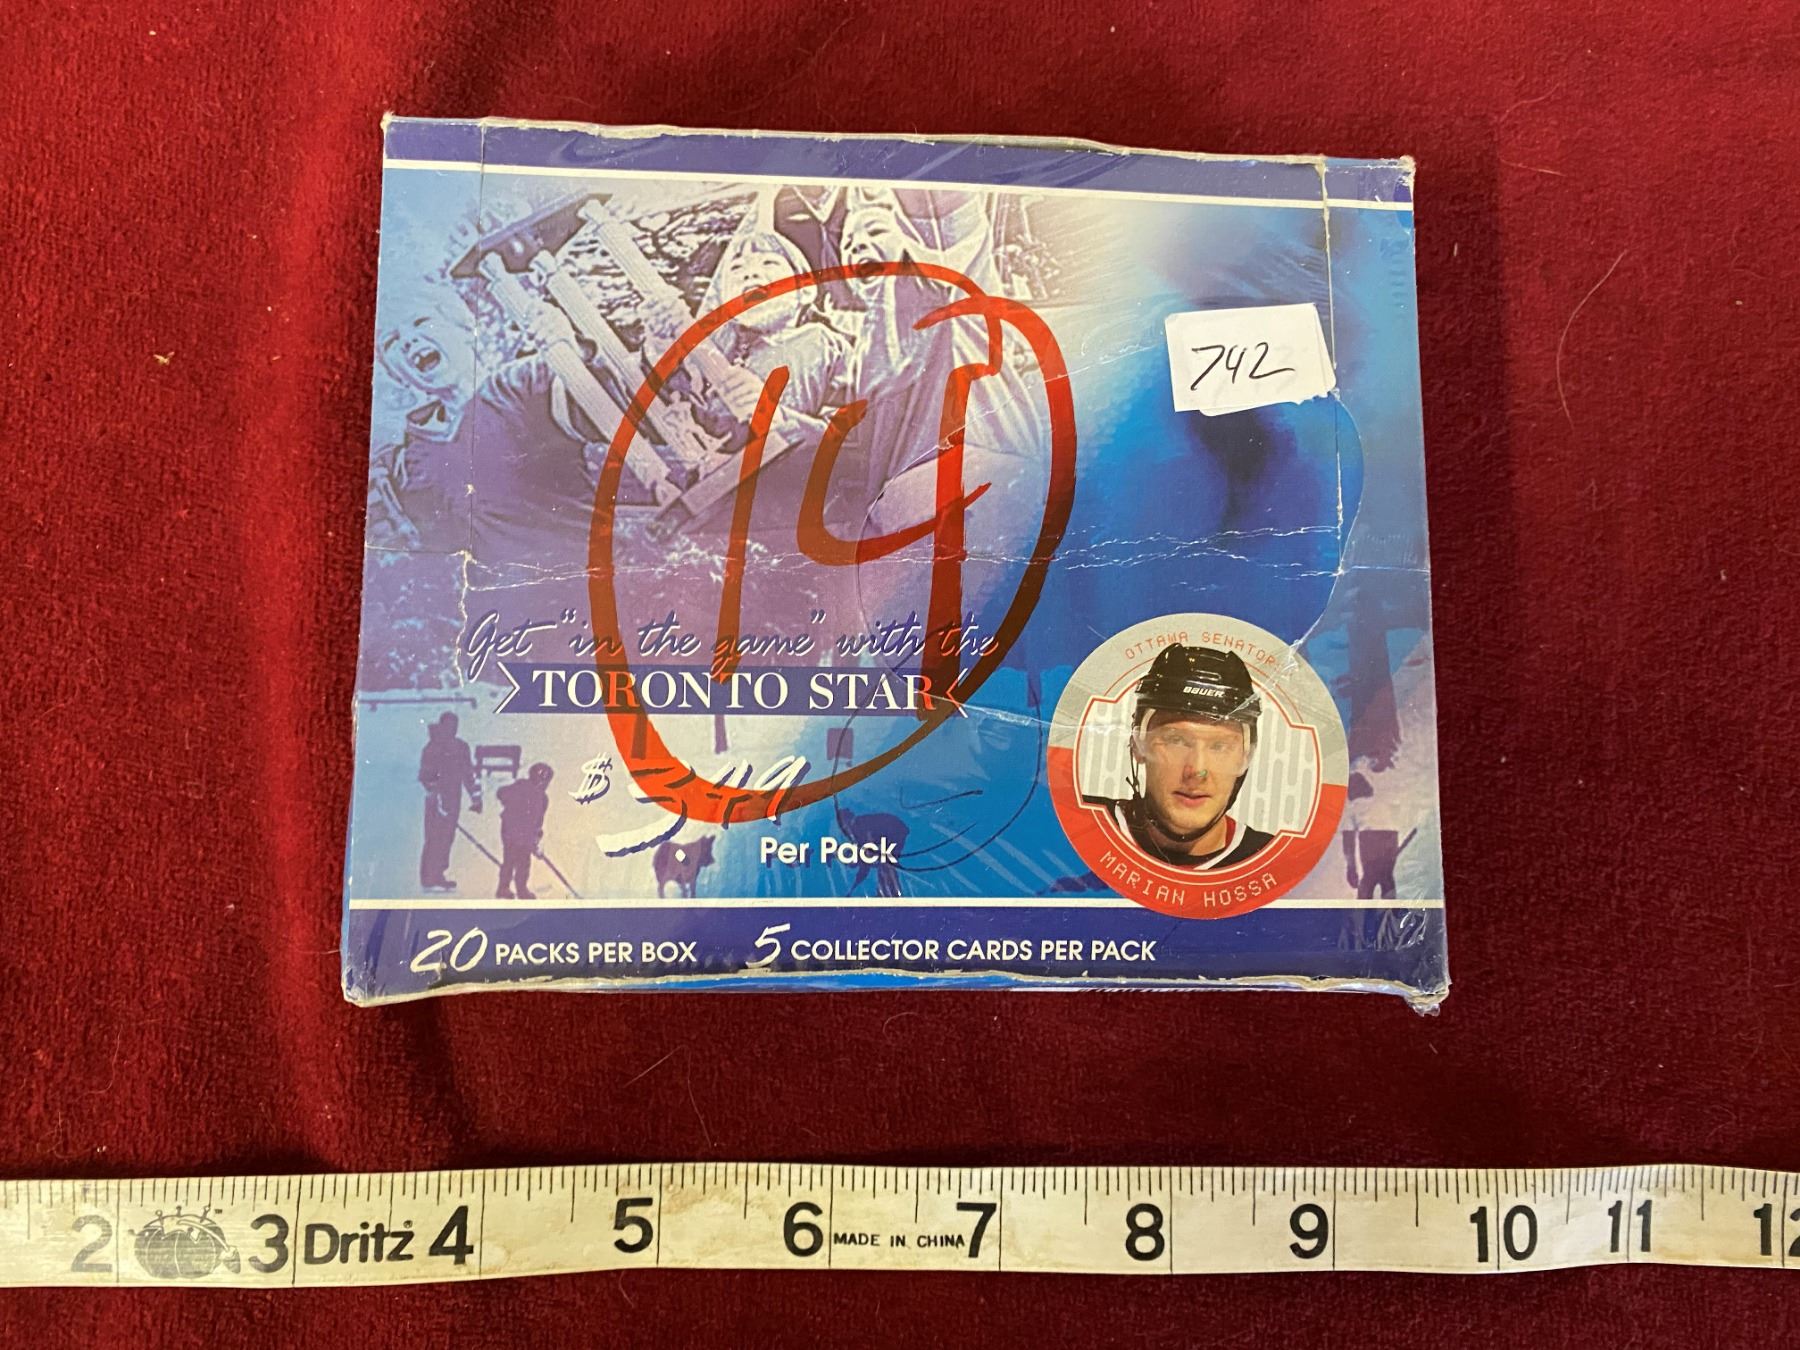 742
14
Get "in the game" with the
TORONTO STAR
$3.49
Per Pack
OTTAWA SENATORS
BAUER
MARIAN HOSSA
20 PACKS PER BOX 5 COLLECTOR CARDS PER PACK
2 3 Dritz® 4 5 6 MADE IN CHINA 7 8 9 10 11 12